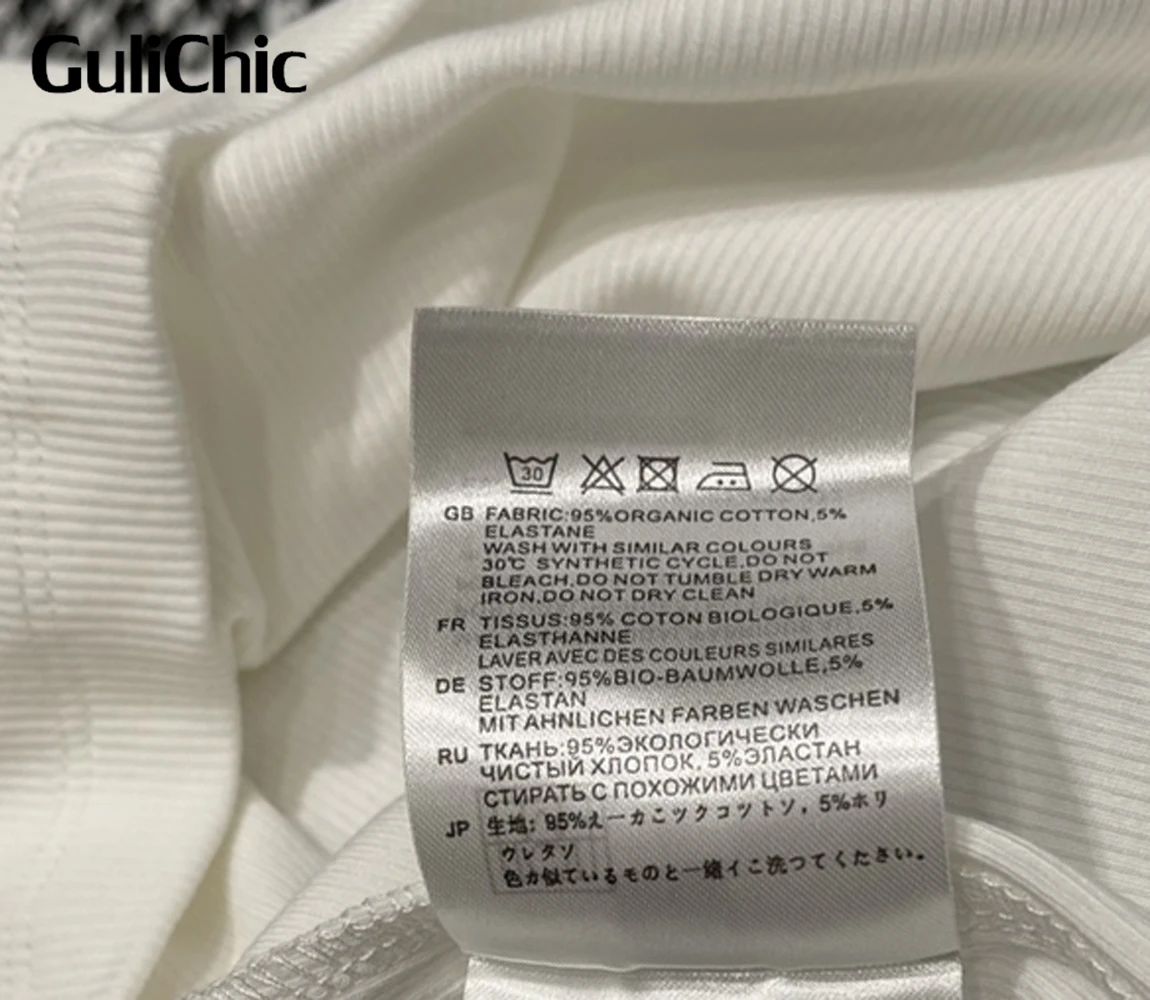 GuliChic
30
GB FABRIC:95%ORGANIC COTTON,5%
ELASTANE
WASH WITH SIMILAR COLOURS
30℃ SYNTHETIC CYCLE,DO NOT
BLEACH,DO NOT TUMBLE DRY WARM
IRON,DO NOT DRY CLEAN
FR TISSUS:95% COTON BIOLOGIQUE,5%
ELASTHANNE
LAVER AVEC DES COULEURS SIMILARES
DE STOFF:95%BIO-BAUMWOLLE,5%
ELASTAN
MIT AHNLICHEN FARBEN WASCHEN
RU ТКАНЬ:95%ЭКОЛОГИЧЕСКИ
ЧИСТЫЙ ХЛОПОК, 5%ЭЛАСТАН
СТИРАТЬ С ПОХОЖИМИ ЦВЕТАМИ
JP 生地: 95%え一カこツクコツトソ, 5%ホリ
ウレタソ
色カ似ているモのと一緒イこ洗つてください。